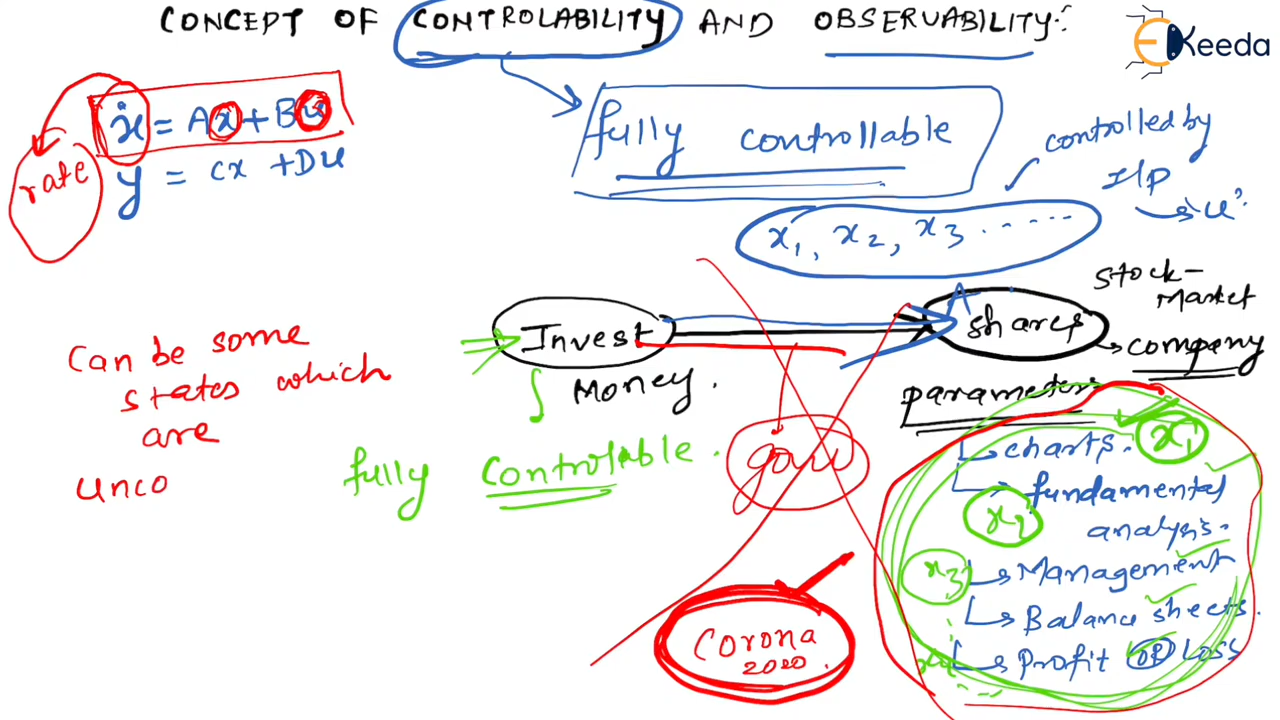 CONCEPT OF CONTROLABILITY AND OBSERVABILITY:
EKeeda
ẋ = Ax + Bu
y = Cx + Du
rate
fully controllable
controlled by
I/p
→ u
x1, x2, x3 ......
Invest
Money.
shares
A
Stock-
Market
company
parameters
charts. x1
fundamental
analysis.
x2
x3
Management
Balance sheets.
Profit or Loss
Can be some
states which
are
unco
fully Controlable.
Corona
2020.